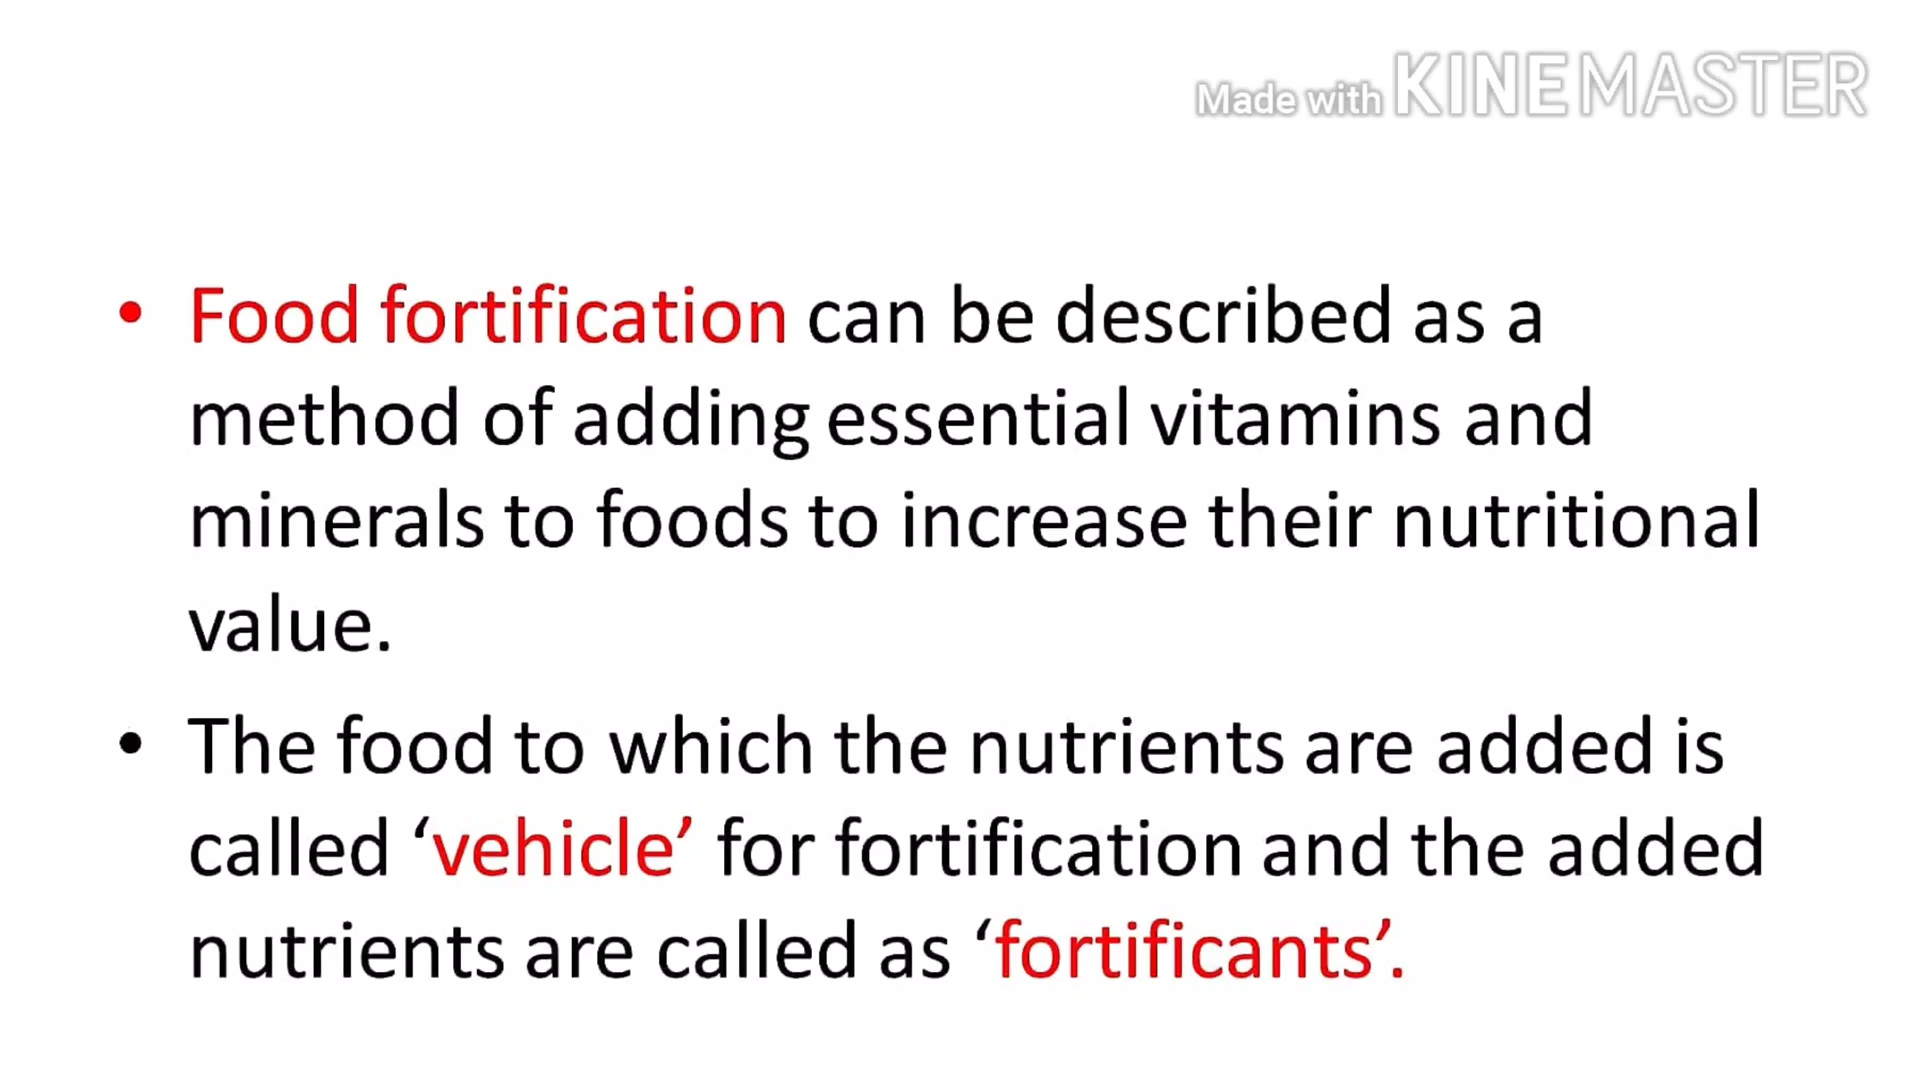 Made with KINEMASTER
• Food fortification can be described as a
method of adding essential vitamins and
minerals to foods to increase their nutritional
value.
• The food to which the nutrients are added is
called ‘vehicle’ for fortification and the added
nutrients are called as ‘fortificants’.